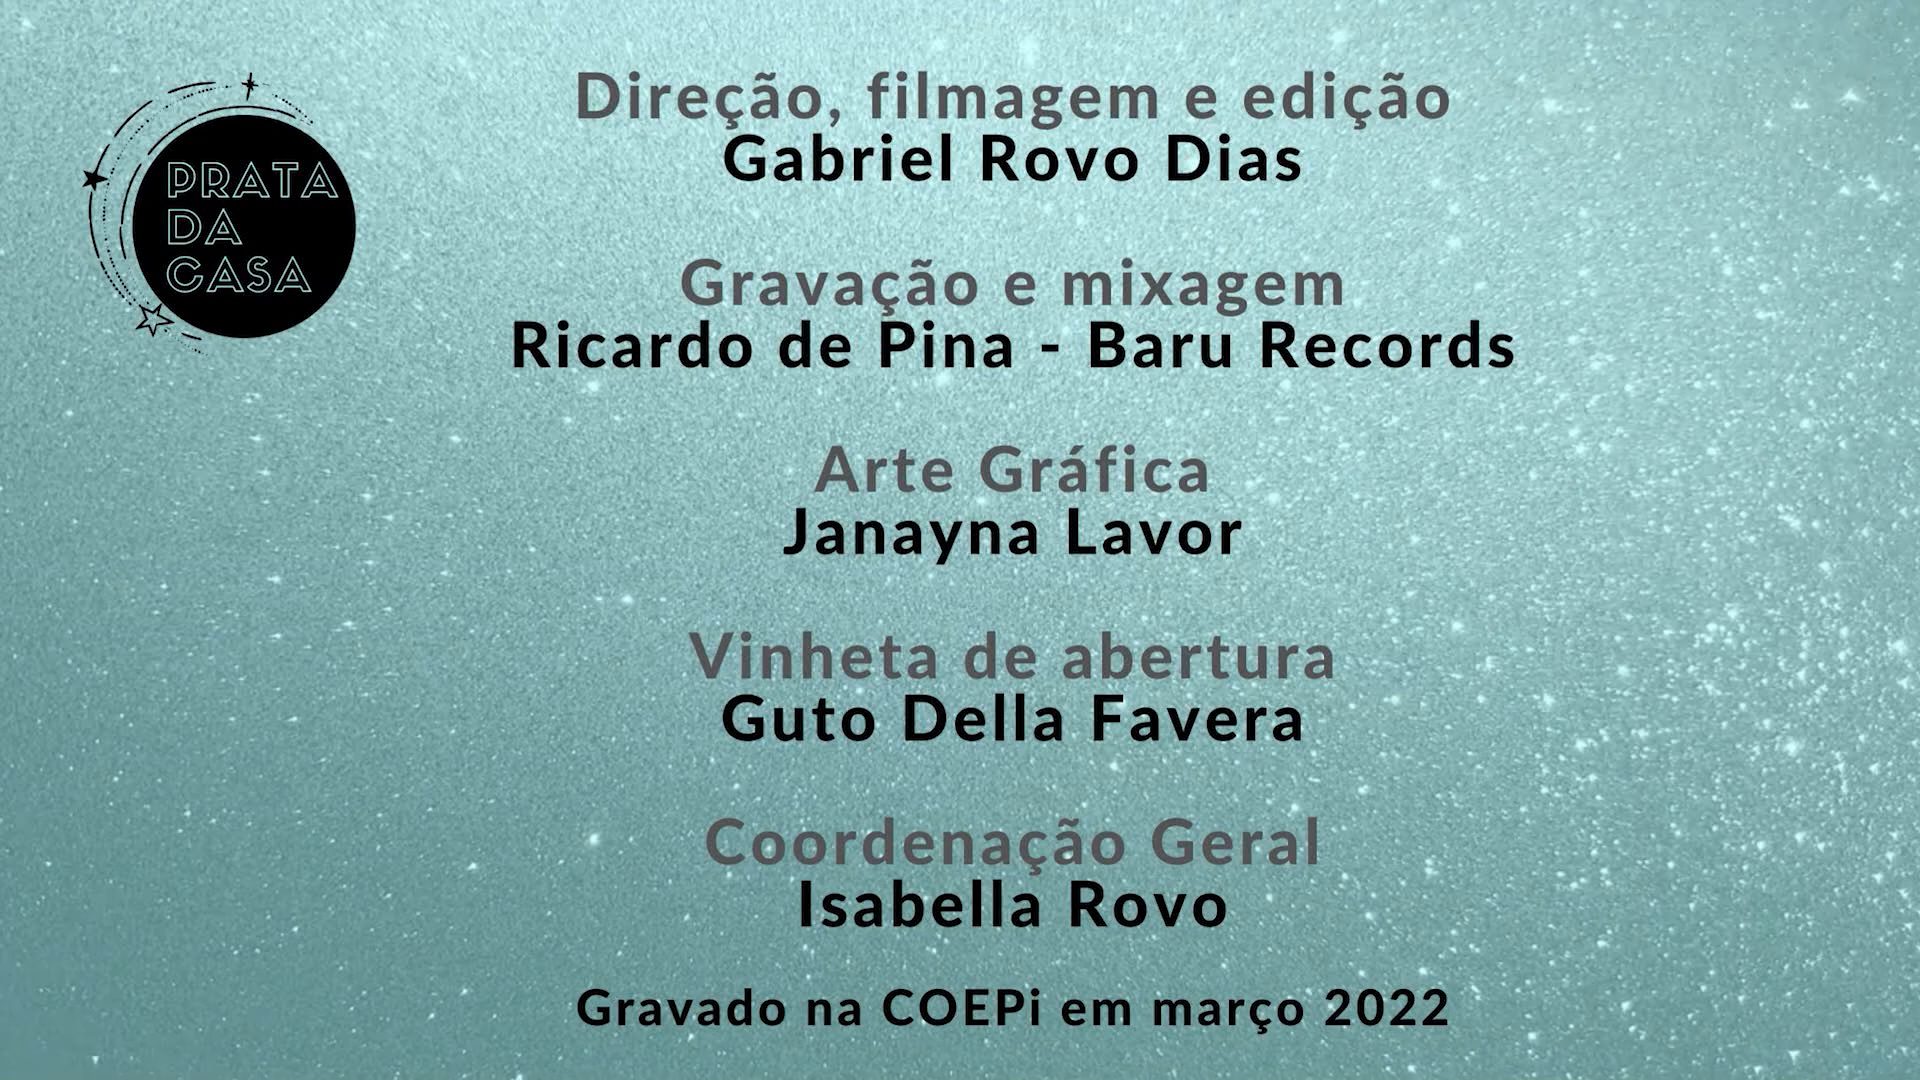 PRATA
DA
CASA
Direção, filmagem e edição
Gabriel Rovo Dias
Gravação e mixagem
Ricardo de Pina - Baru Records
Arte Gráfica
Janayna Lavor
Vinheta de abertura
Guto Della Favera
Coordenação Geral
Isabella Rovo
Gravado na COEPi em março 2022